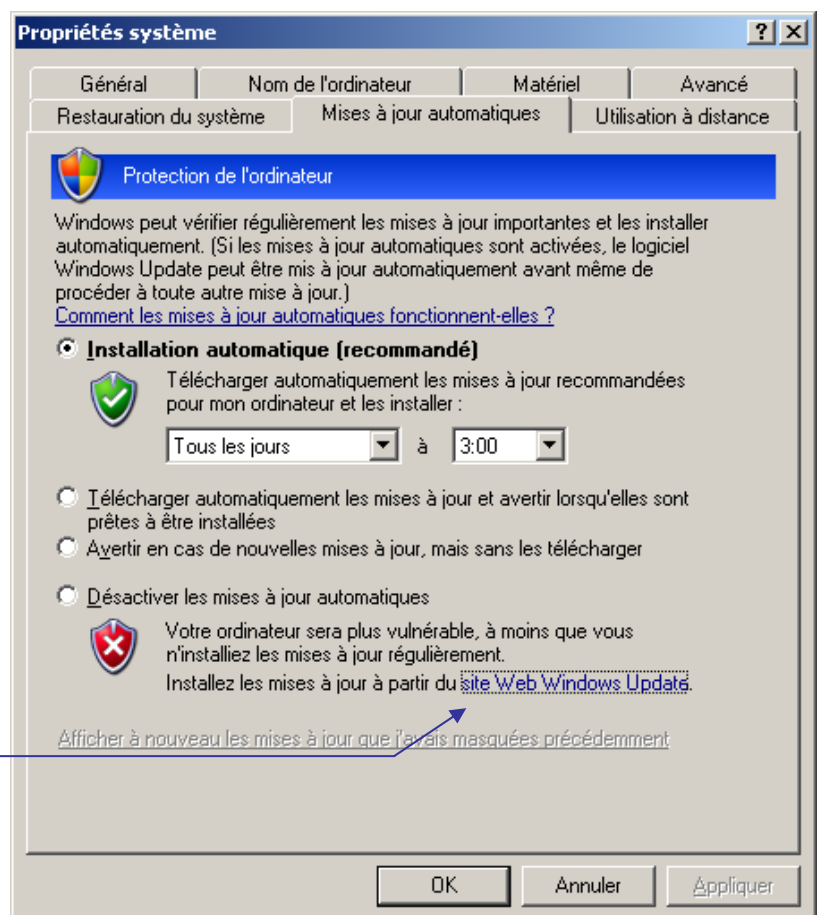 Propriétés système
Général Nom de l'ordinateur Matériel Avancé
Restauration du système Mises à jour automatiques Utilisation à distance
Protection de l'ordinateur
Windows peut vérifier régulièrement les mises à jour importantes et les installer
automatiquement. (Si les mises à jour automatiques sont activées, le logiciel
Windows Update peut être mis à jour automatiquement avant même de
procéder à toute autre mise à jour.)
Comment les mises à jour automatiques fonctionnent-elles ?
Installation automatique (recommandé)
Télécharger automatiquement les mises à jour recommandées
pour mon ordinateur et les installer :
Tous les jours à 3:00
Télécharger automatiquement les mises à jour et avertir lorsqu'elles sont
prêtes à être installées
Avertir en cas de nouvelles mises à jour, mais sans les télécharger
Désactiver les mises à jour automatiques
Votre ordinateur sera plus vulnérable, à moins que vous
n'installiez les mises à jour régulièrement.
Installez les mises à jour à partir du site Web Windows Update.
Afficher à nouveau les mises à jour que j'avais masquées précédemment
OK Annuler Appliquer